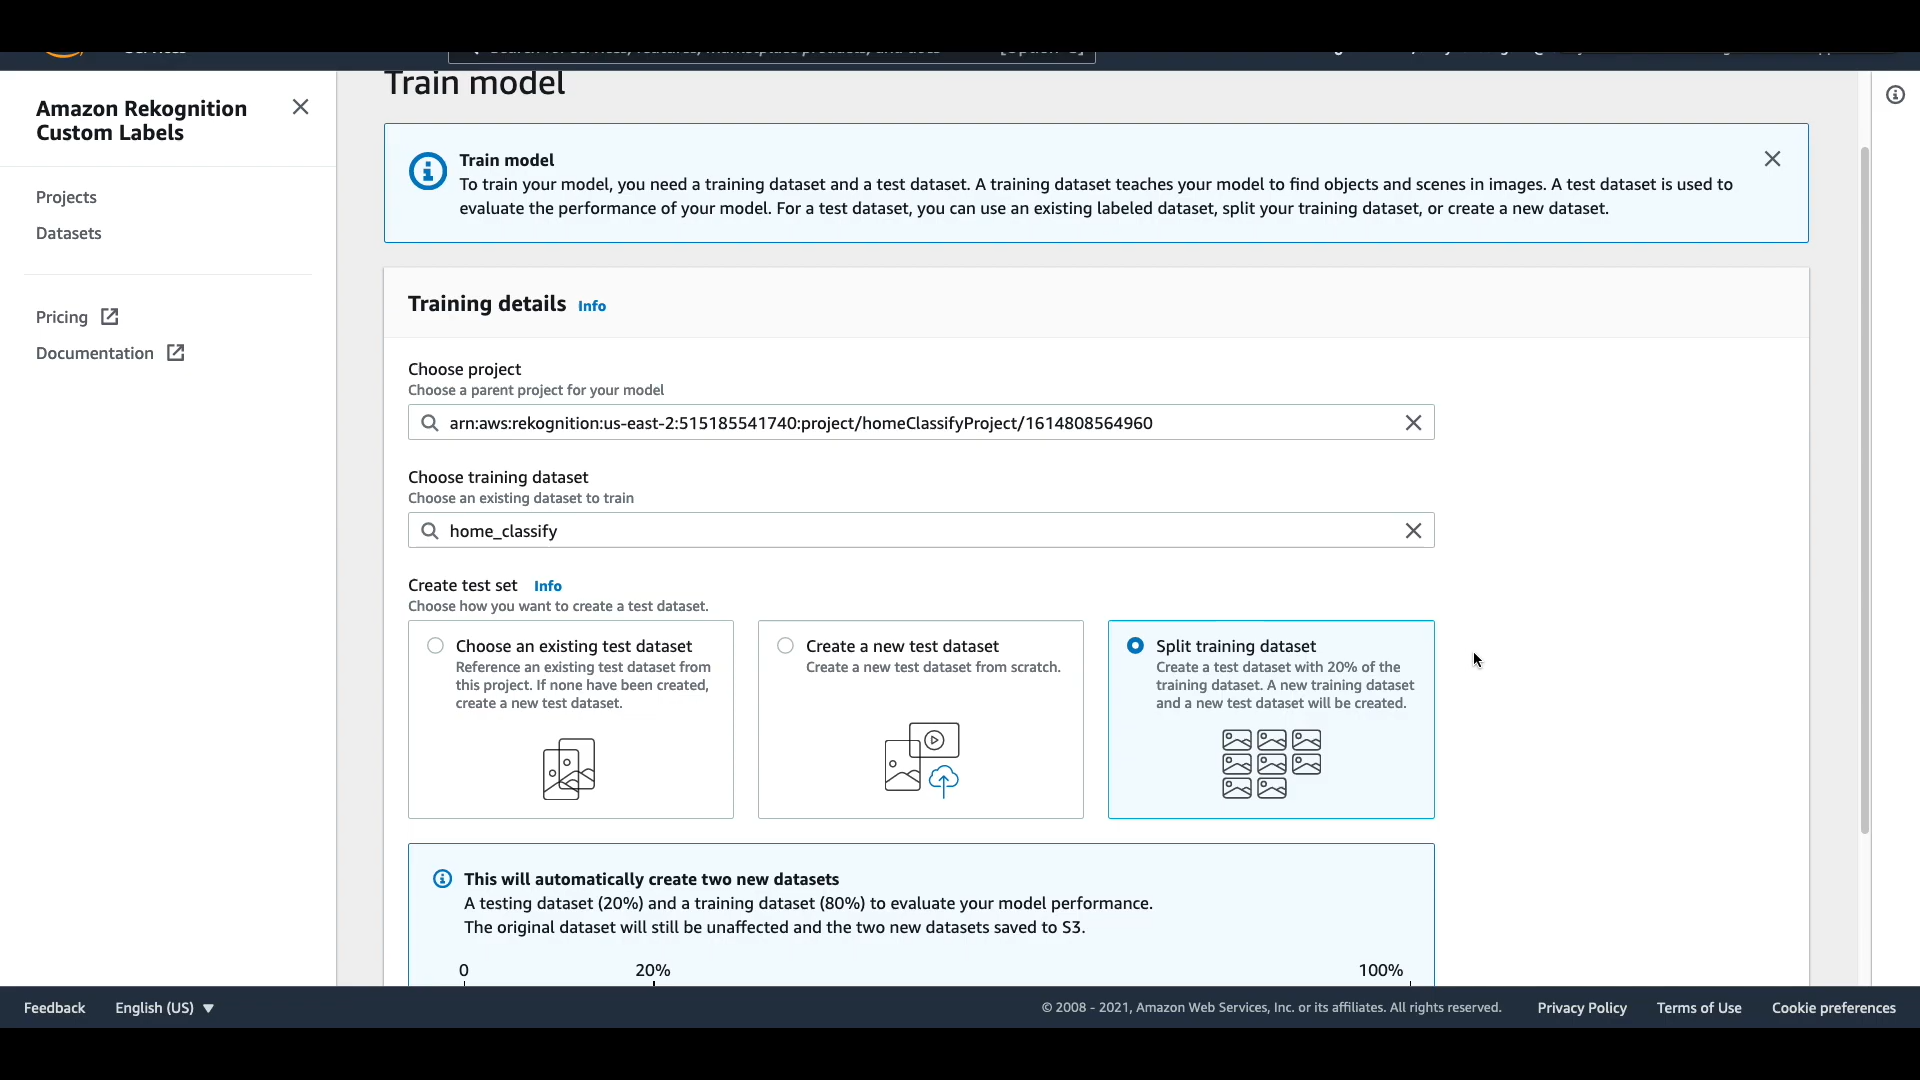 Train model
Amazon Rekognition
Custom Labels
Projects
Datasets
Pricing
Documentation
Train model
To train your model, you need a training dataset and a test dataset. A training dataset teaches your model to find objects and scenes in images. A test dataset is used to
evaluate the performance of your model. For a test dataset, you can use an existing labeled dataset, split your training dataset, or create a new dataset.
Training details Info
Choose project
Choose a parent project for your model
arn:aws:rekognition:us-east-2:515185541740:project/homeClassifyProject/1614808564960
Choose training dataset
Choose an existing dataset to train
home_classify
Create test set Info
Choose how you want to create a test dataset.
Choose an existing test dataset
Reference an existing test dataset from
this project. If none have been created,
create a new test dataset.
Create a new test dataset
Create a new test dataset from scratch.
Split training dataset
Create a test dataset with 20% of the
training dataset. A new training dataset
and a new test dataset will be created.
This will automatically create two new datasets
A testing dataset (20%) and a training dataset (80%) to evaluate your model performance.
The original dataset will still be unaffected and the two new datasets saved to S3.
0 20% 100%
Feedback English (US) © 2008 - 2021, Amazon Web Services, Inc. or its affiliates. All rights reserved. Privacy Policy Terms of Use Cookie preferences